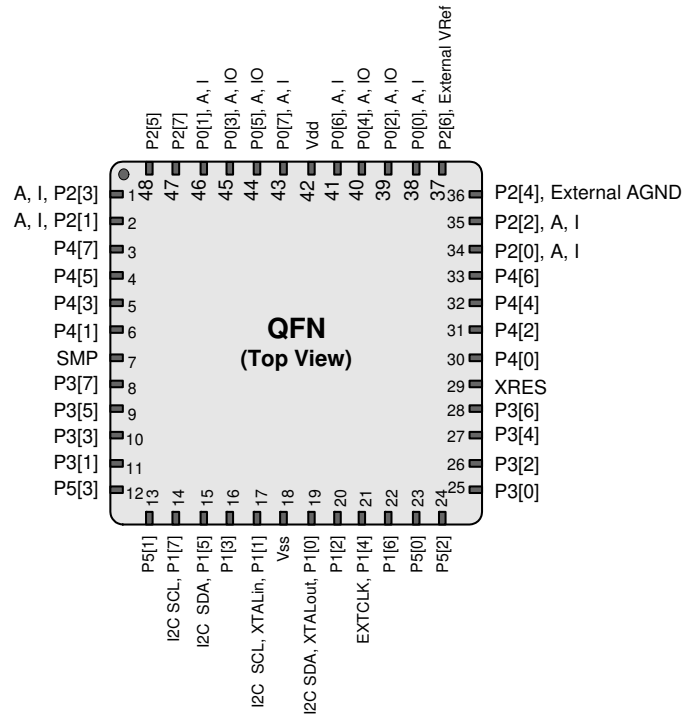 P2[5]
P2[7]
P0[1], A, I
P0[3], A, IO
P0[5], A, IO
P0[7], A, I
Vdd
P0[6], A, I
P0[4], A, IO
P0[2], A, IO
P0[0], A, I
P2[6], External VRef
48
47
46
45
44
43
42
41
40
39
38
37
A, I, P2[3]
1
36
P2[4], External AGND
A, I, P2[1]
2
35
P2[2], A, I
P4[7]
3
34
P2[0], A, I
P4[5]
4
33
P4[6]
P4[3]
5
32
P4[4]
P4[1]
6
31
P4[2]
SMP
7
30
P4[0]
P3[7]
8
29
XRES
P3[5]
9
28
P3[6]
P3[3]
10
27
P3[4]
P3[1]
11
26
P3[2]
P5[3]
12
25
P3[0]
QFN
(Top View)
13
14
15
16
17
18
19
20
21
22
23
24
P5[1]
I2C SCL, P1[7]
I2C SDA, P1[5]
P1[3]
I2C SCL, XTALin, P1[1]
Vss
I2C SDA, XTALout, P1[0]
P1[2]
EXTCLK, P1[4]
P1[6]
P5[0]
P5[2]